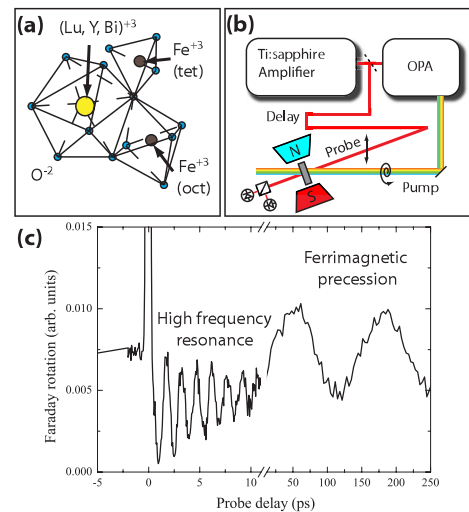 (a)
(Lu, Y, Bi)+3
Fe+3
(tet)
Fe+3
(oct)
O-2
(b)
Ti:sapphire
Amplifier
OPA
Delay
N
Probe
S
Pump
(c)
Faraday rotation (arb. units)
0.015
0.010
0.005
0.000
High frequency
resonance
Ferrimagnetic
precession
-5 0 5 10 50 100 150 200 250
Probe delay (ps)